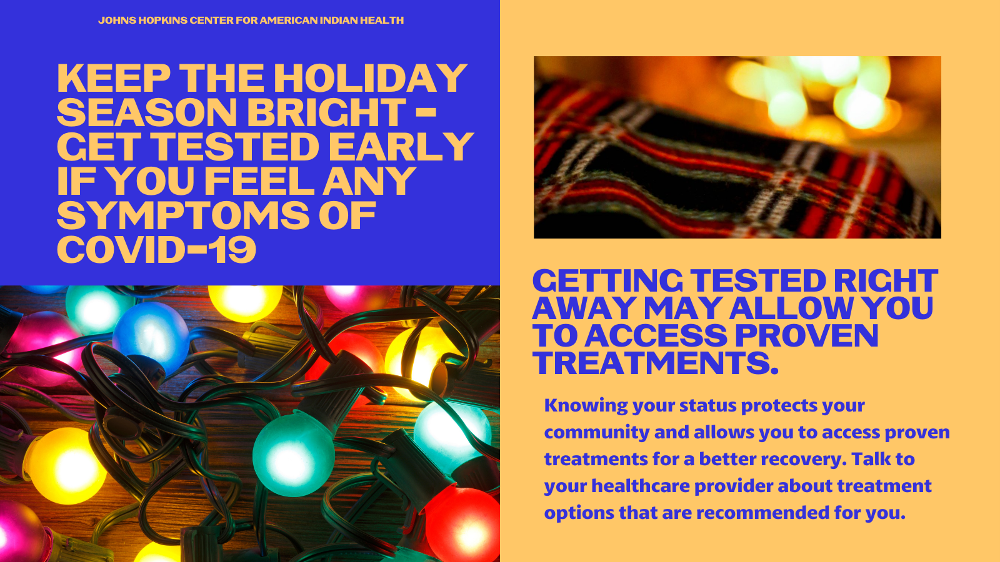 JOHNS HOPKINS CENTER FOR AMERICAN INDIAN HEALTH
KEEP THE HOLIDAY
SEASON BRIGHT -
GET TESTED EARLY
IF YOU FEEL ANY
SYMPTOMS OF
COVID-19
GETTING TESTED RIGHT
AWAY MAY ALLOW YOU
TO ACCESS PROVEN
TREATMENTS.
Knowing your status protects your
community and allows you to access proven
treatments for a better recovery. Talk to
your healthcare provider about treatment
options that are recommended for you.